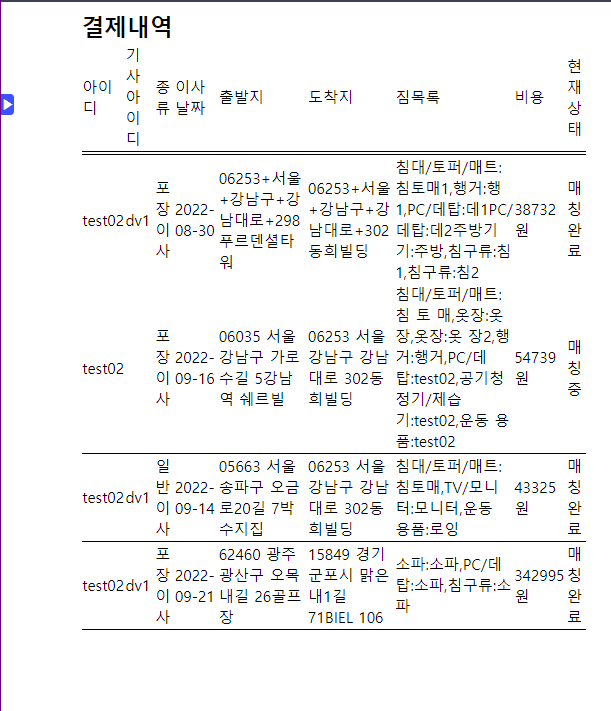 결제내역
아이디 기사아이디 종류 이사날짜 출발지 도착지 짐목록 비용 현재상태
test02 dv1 포장이사 2022-08-30 06253+서울+강남구+강남대로+298푸르덴셜타워 06253+서울+강남구+강남대로+302동희빌딩 침대/토퍼/매트:침토매1,행거:행1,PC/데탑:데1PC/데탑:데2주방기기:주방,침구류:침1,침구류:침2 38732원 매칭완료
test02 포장이사 2022-09-16 06035 서울 강남구 가로수길 5강남역 쉐르빌 06253 서울 강남구 강남대로 302동희빌딩 침대/토퍼/매트:침 토 매,옷장:옷장,옷장:옷 장2,행거:행거,PC/데탑:test02,공기청정기/제습기:test02,운동 용품:test02 54739원 매칭중
test02 dv1 일반이사 2022-09-14 05663 서울 송파구 오금로20길 7박수지집 06253 서울 강남구 강남대로 302동희빌딩 침대/토퍼/매트:침토매,TV/모니터:모니터,운동 용품:로잉 43325원 매칭완료
test02 dv1 포장이사 2022-09-21 62460 광주 광산구 오목내길 26골프장 15849 경기 군포시 맑은내1길 71BIEL 106 소파:소파,PC/데탑:소파,침구류:소파 342995원 매칭완료